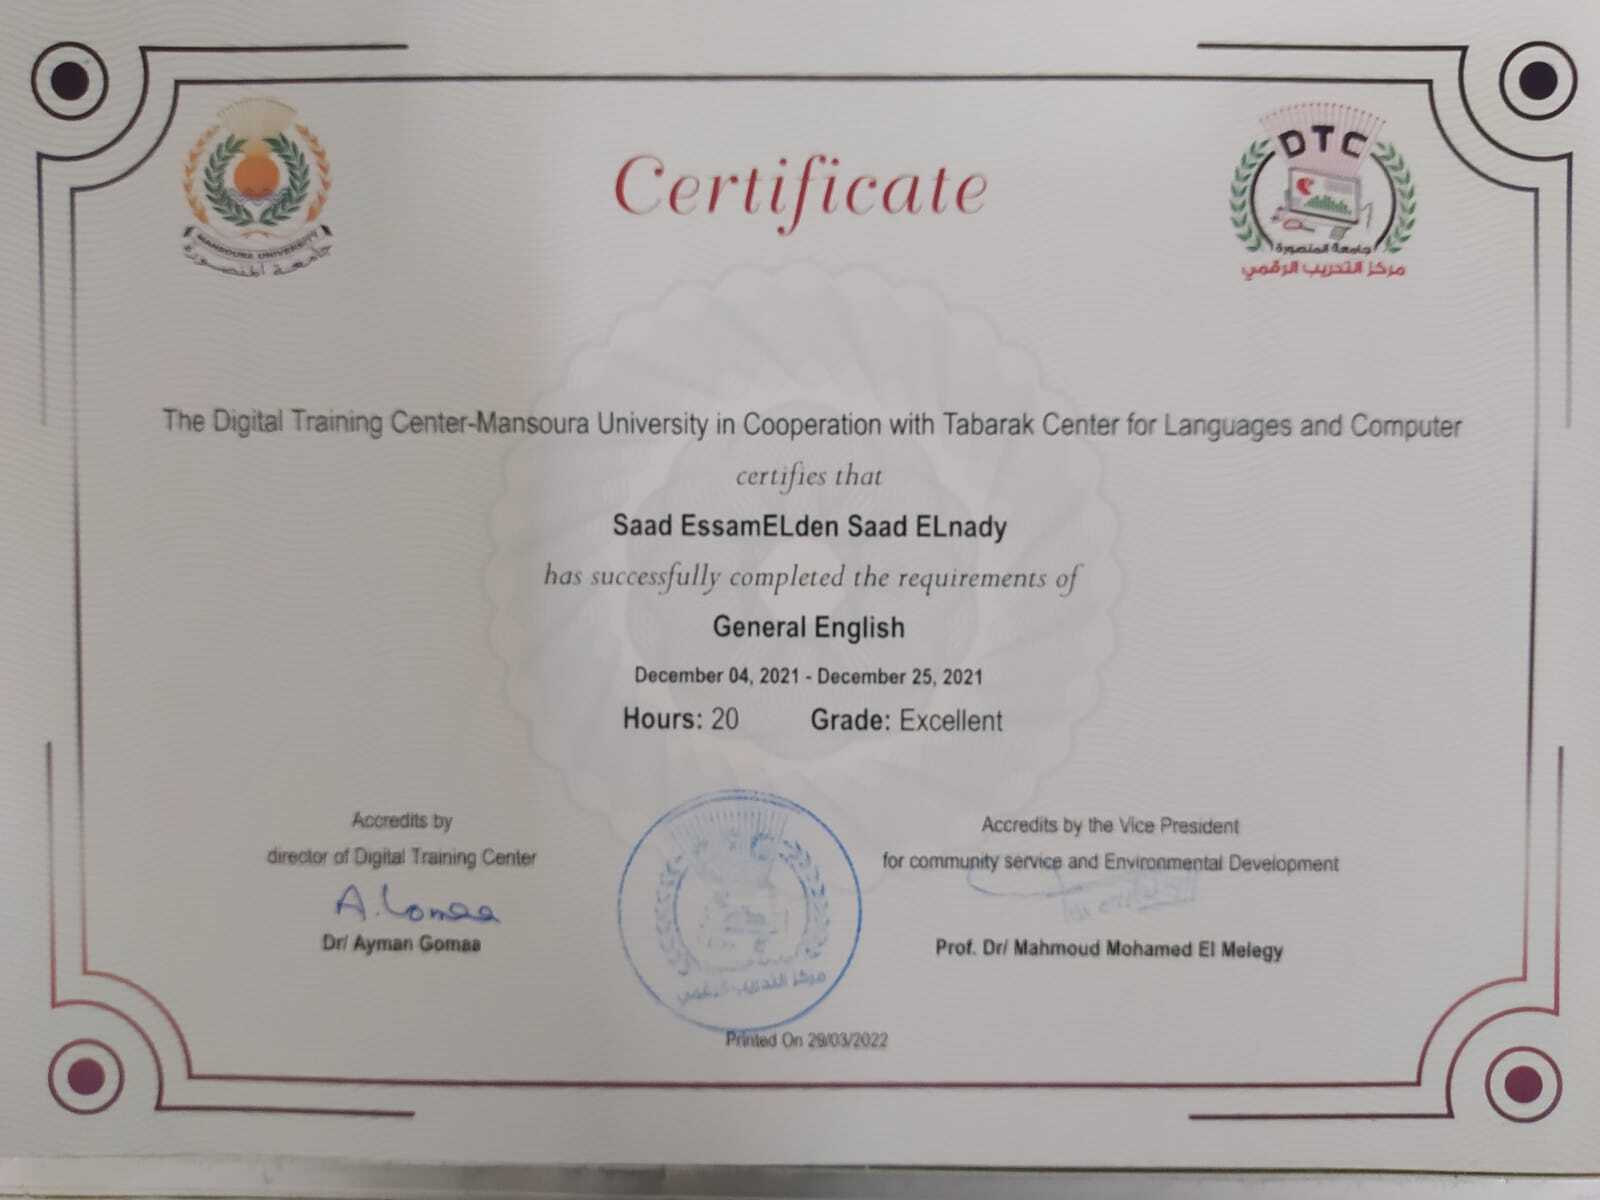 MANSOURA UNIVERSITY
جامعة المنصورة
DTC
جامعة المنصورة
مركز التدريب الرقمي
Certificate
The Digital Training Center-Mansoura University in Cooperation with Tabarak Center for Languages and Computer
certifies that
Saad EssamELden Saad ELnady
has successfully completed the requirements of
General English
December 04, 2021 - December 25, 2021
Hours: 20 Grade: Excellent
Accredits by
director of Digital Training Center
A. Gomaa
Dr/ Ayman Gomaa
مركز التدريب الرقمي
Accredits by the Vice President
for community service and Environmental Development
Prof. Dr/ Mahmoud Mohamed El Melegy
Printed On 29/03/2022